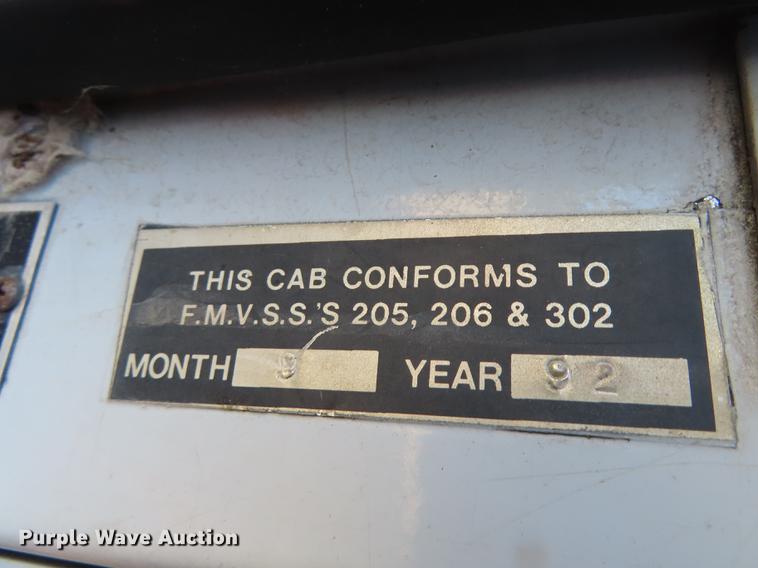 THIS CAB CONFORMS TO
F.M.V.S.S.'S 205, 206 & 302
MONTH 9 YEAR 92
Purple Wave Auction